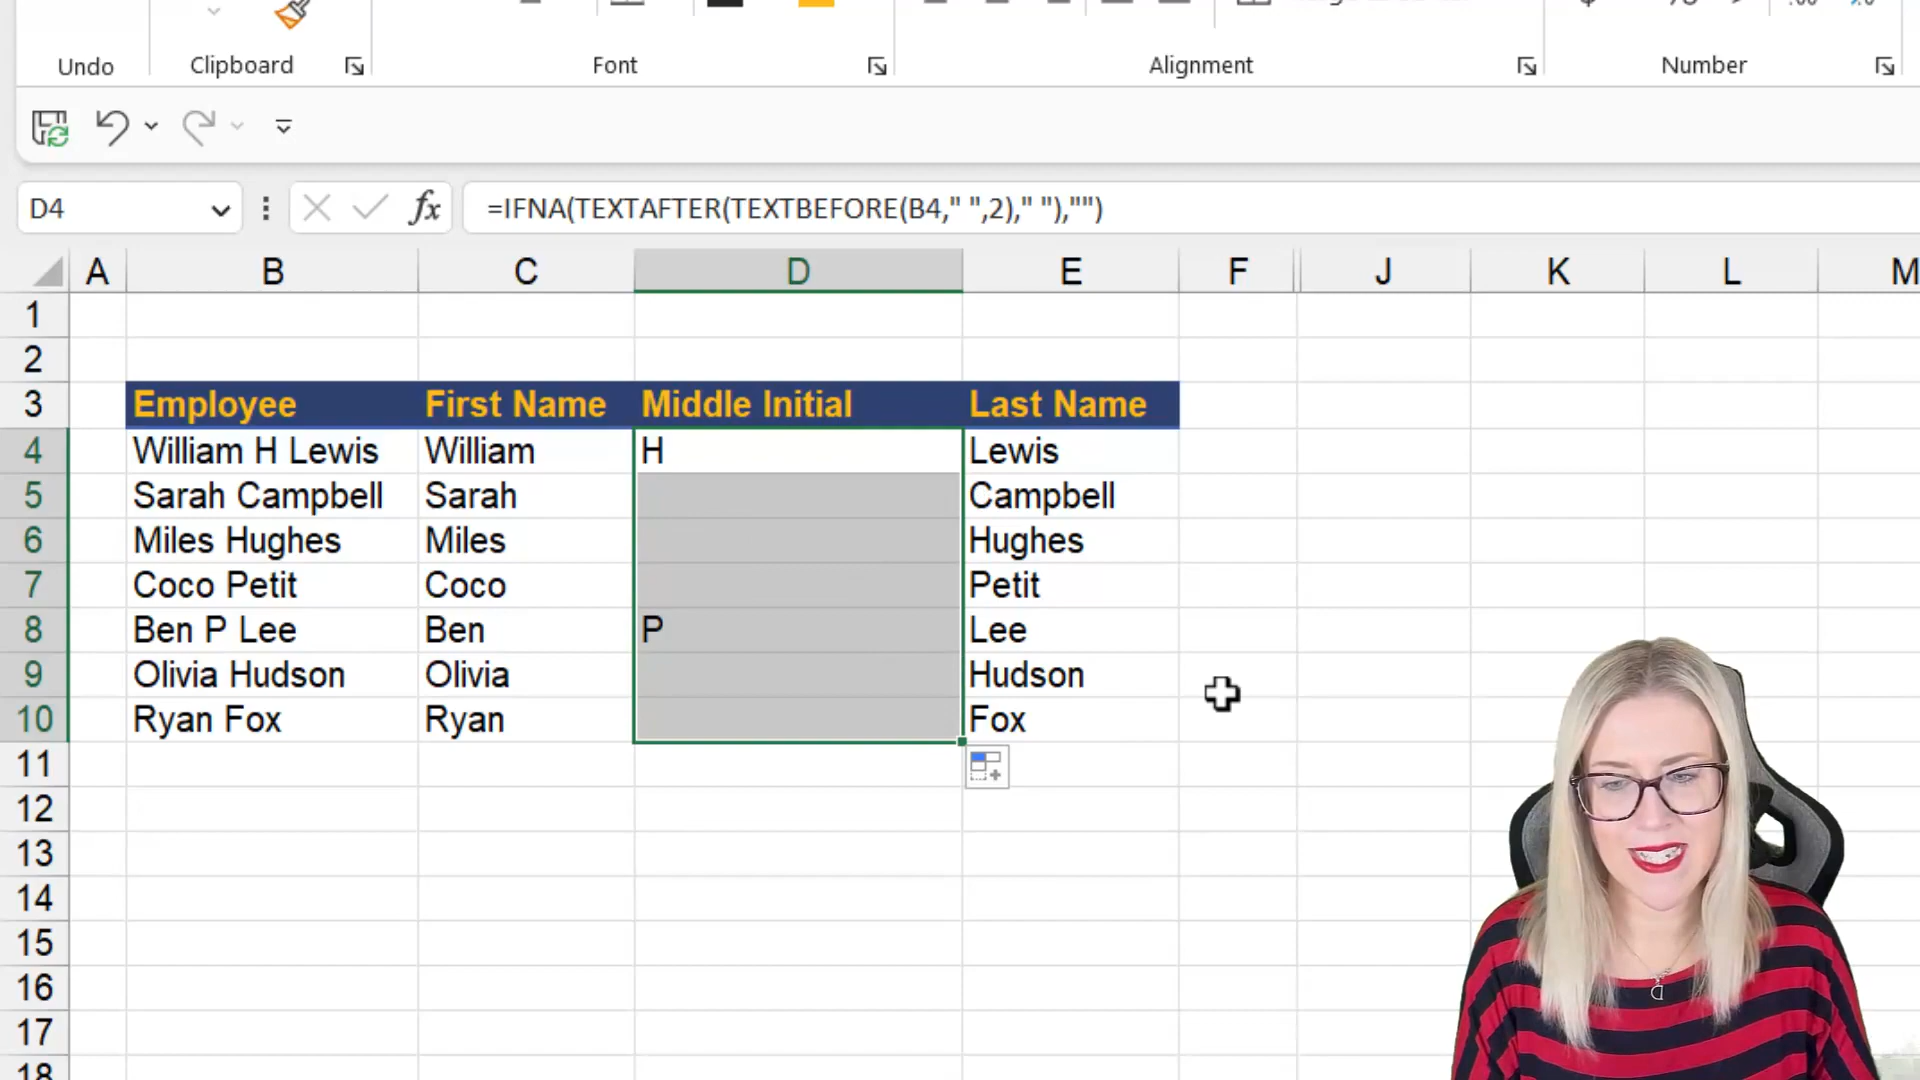 Undo Clipboard Font Alignment Number
D4 fx =IFNA(TEXTAFTER(TEXTBEFORE(B4," ",2)," "),"")
A B C D E F J K L M
1
2
3 Employee First Name Middle Initial Last Name
4 William H Lewis William H Lewis
5 Sarah Campbell Sarah Campbell
6 Miles Hughes Miles Hughes
7 Coco Petit Coco Petit
8 Ben P Lee Ben P Lee
9 Olivia Hudson Olivia Hudson
10 Ryan Fox Ryan Fox
11
12
13
14
15
16
17
18